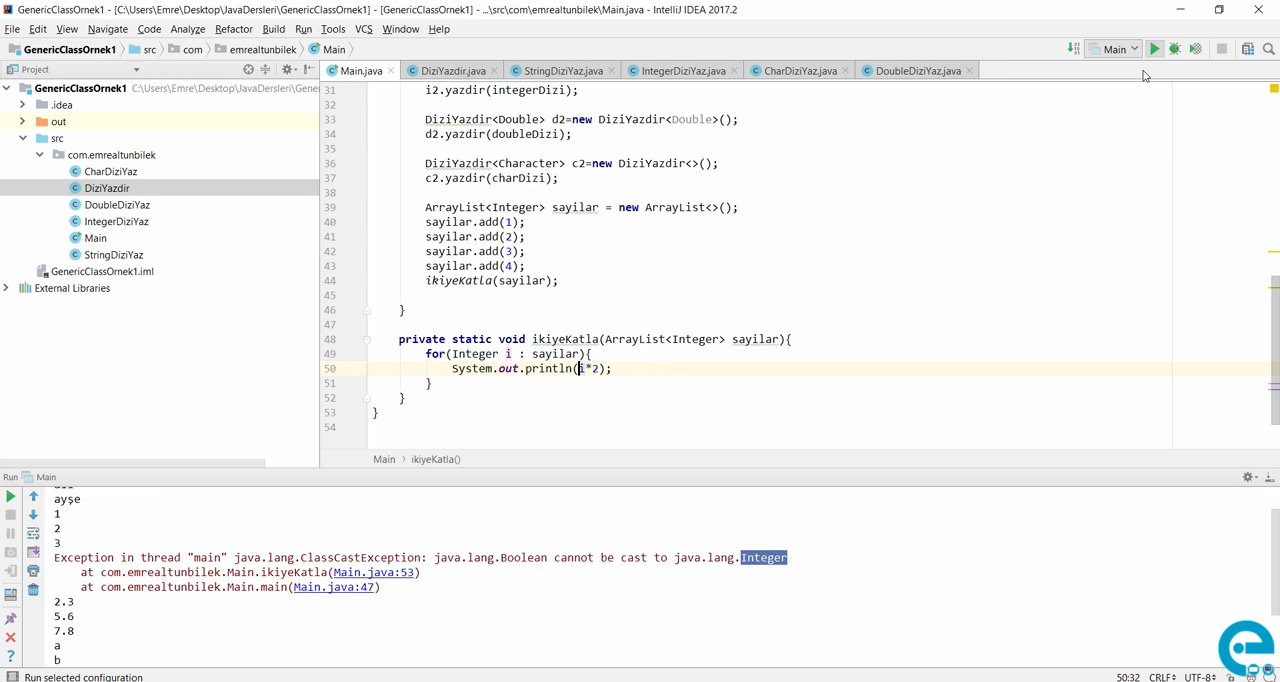 GenericClassOrnek1 - [C:\Users\Emre\Desktop\JavaDersleri\GenericClassOrnek1] - [GenericClassOrnek1] - ...\src\com\emrealtunbilek\Main.java - IntelliJ IDEA 2017.2
File Edit View Navigate Code Analyze Refactor Build Run Tools VCS Window Help
GenericClassOrnek1 src com emrealtunbilek Main
Main
Project
Main.java DiziYazdir.java StringDiziYaz.java IntegerDiziYaz.java CharDiziYaz.java DoubleDiziYaz.java
GenericClassOrnek1 C:\Users\Emre\Desktop\JavaDersleri\Gener
.idea
out
src
com.emrealtunbilek
CharDiziYaz
DiziYazdir
DoubleDiziYaz
IntegerDiziYaz
Main
StringDiziYaz
GenericClassOrnek1.iml
External Libraries
31 i2.yazdir(integerDizi);
32
33 DiziYazdir<Double> d2=new DiziYazdir<Double>();
34 d2.yazdir(doubleDizi);
35
36 DiziYazdir<Character> c2=new DiziYazdir<>();
37 c2.yazdir(charDizi);
38
39 ArrayList<Integer> sayilar = new ArrayList<>();
40 sayilar.add(1);
41 sayilar.add(2);
42 sayilar.add(3);
43 sayilar.add(4);
44 ikiyeKatla(sayilar);
45
46 }
47
48 private static void ikiyeKatla(ArrayList<Integer> sayilar){
49 for(Integer i : sayilar){
50 System.out.println(i*2);
51 }
52 }
53 }
54
Main › ikiyeKatla()
Run Main
ayşe
1
2
3
Exception in thread "main" java.lang.ClassCastException: java.lang.Boolean cannot be cast to java.lang.Integer
at com.emrealtunbilek.Main.ikiyeKatla(Main.java:53)
at com.emrealtunbilek.Main.main(Main.java:47)
2.3
5.6
7.8
a
b
Run selected configuration
50:32 CRLF UTF-8